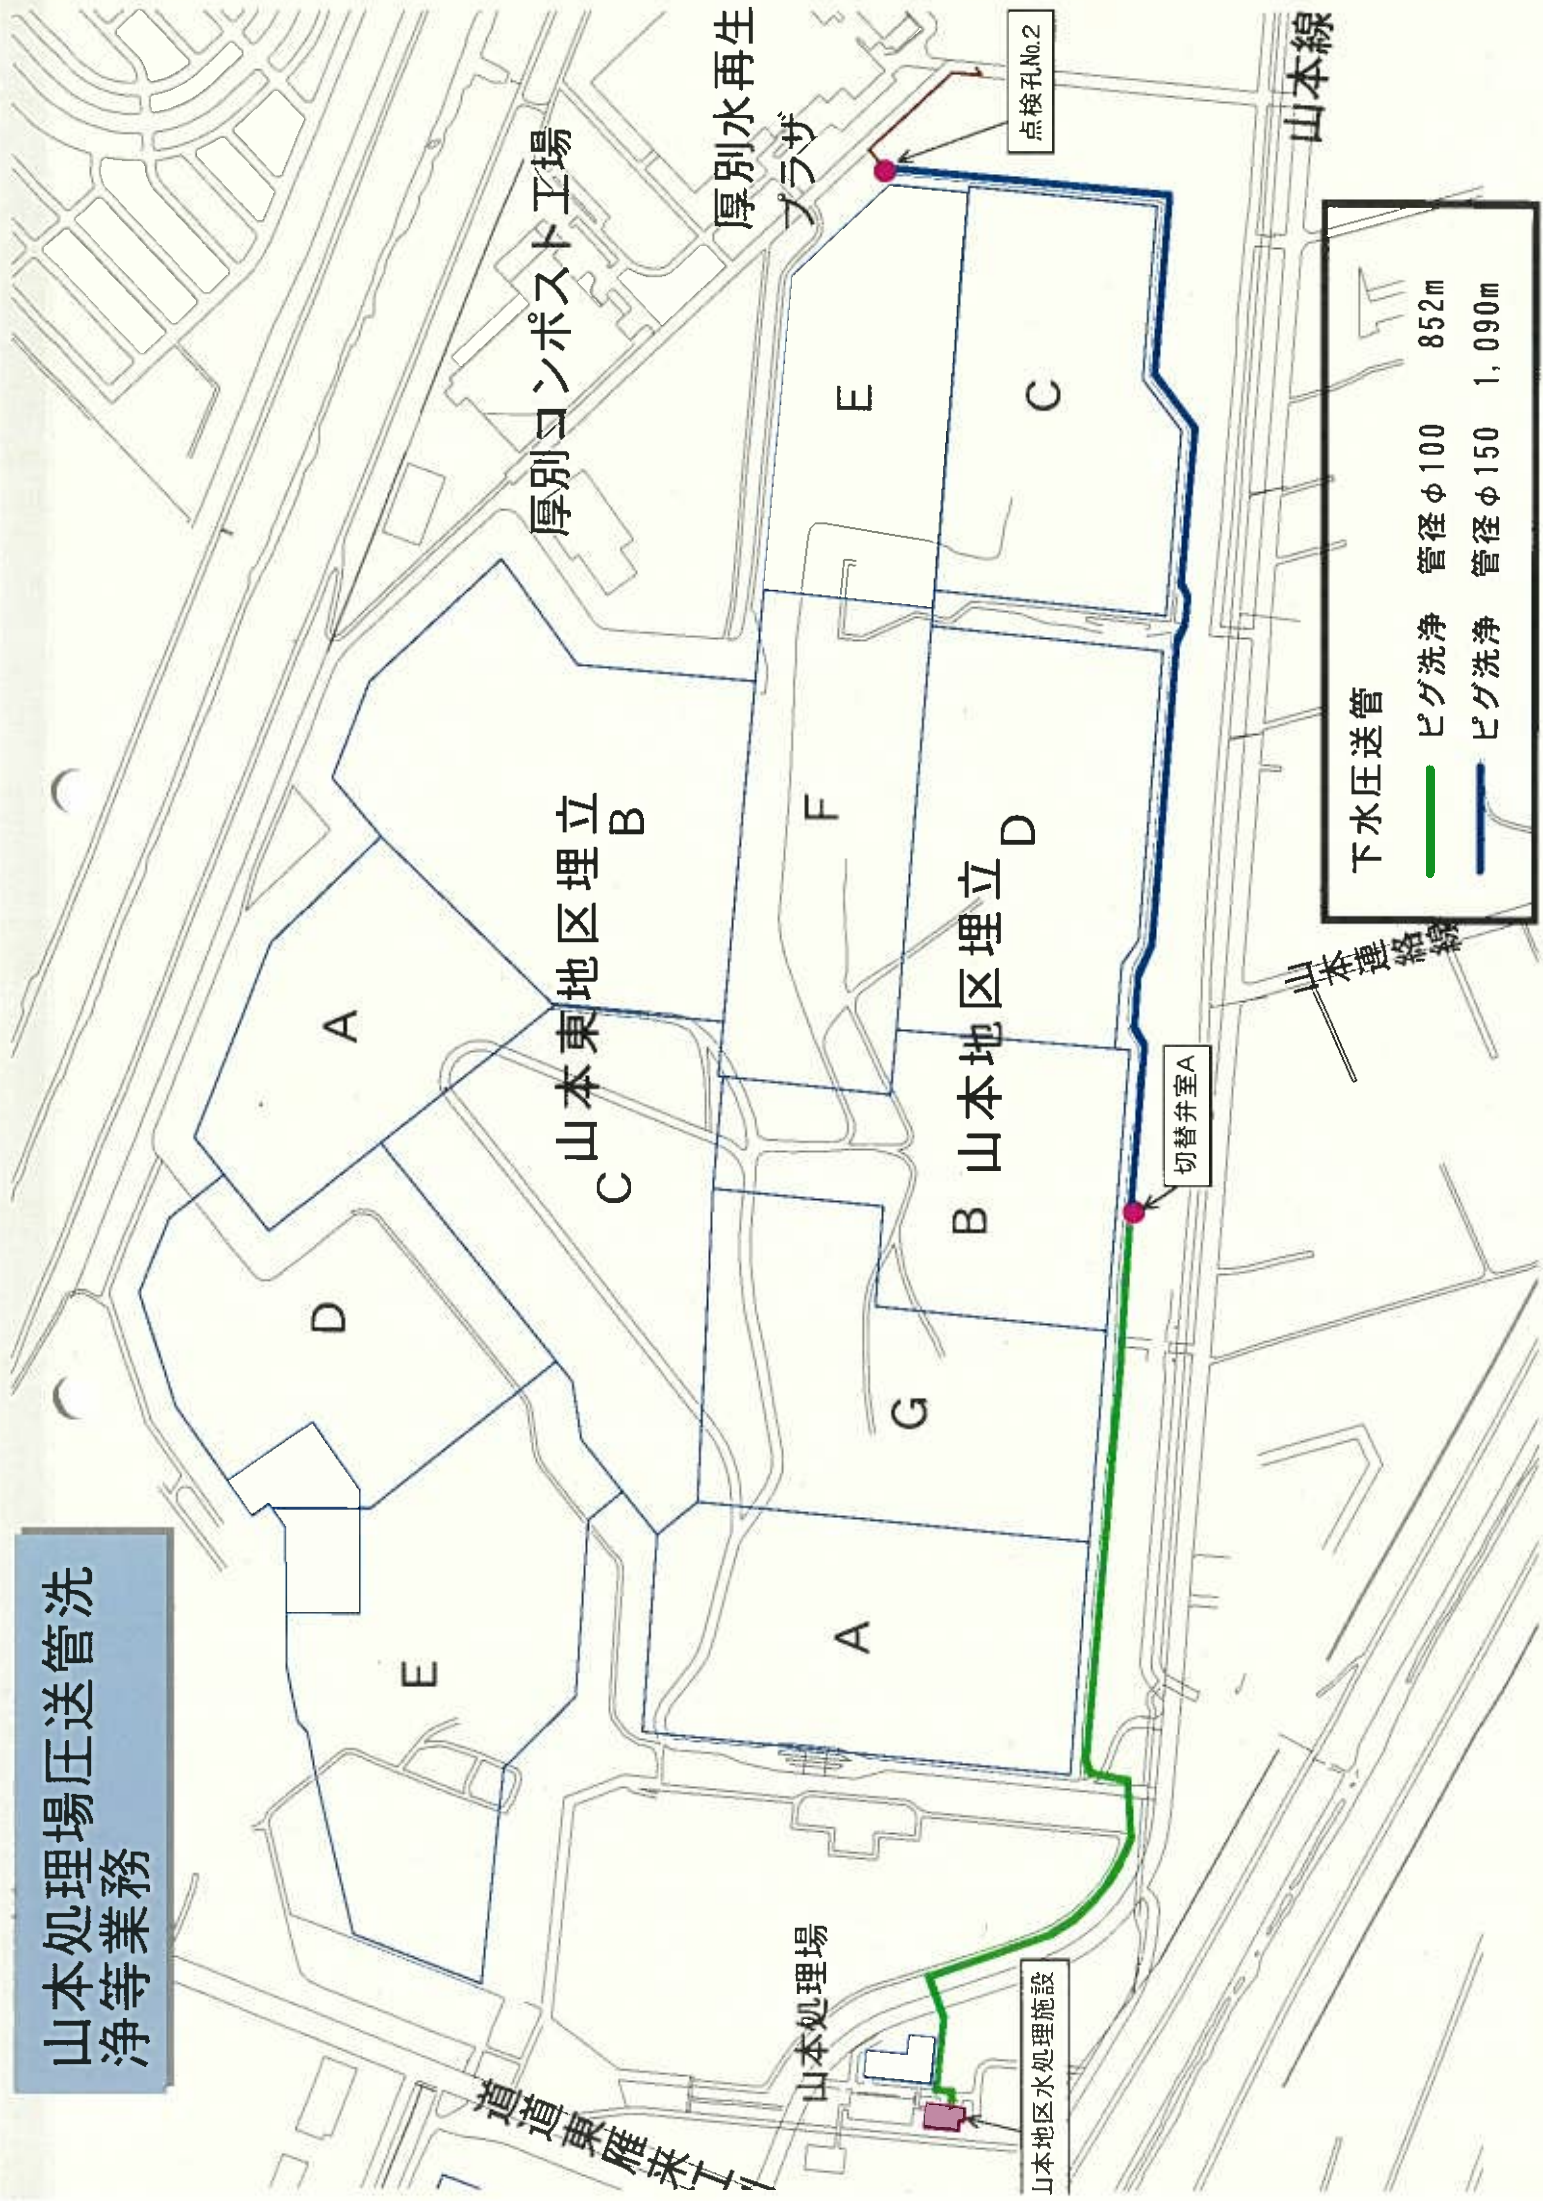 山本処理場圧送管洗
浄等業務
道道東雁来
山本処理場
山本地区水処理施設
E
D
A
C
山本東地区埋立
B
A
G
B
山本地区埋立
D
F
E
C
切替弁室A
厚別コンポスト工場
厚別水再生
プラザ
点検孔No.2
山本連絡
線
山本線
下水圧送管
ピグ洗浄 管径φ100 852m
ピグ洗浄 管径φ150 1,090m